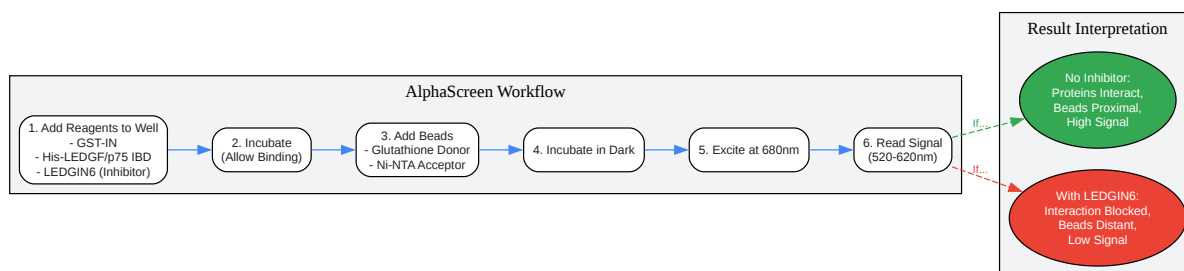 AlphaScreen Workflow
1. Add Reagents to Well
- GST-IN
- His-LEDGF/p75 IBD
- LEDGIN6 (Inhibitor)
2. Incubate
(Allow Binding)
3. Add Beads
- Glutathione Donor
- Ni-NTA Acceptor
4. Incubate in Dark
5. Excite at 680nm
6. Read Signal
(520-620nm)
If...
If...
Result Interpretation
No Inhibitor:
Proteins Interact,
Beads Proximal,
High Signal
With LEDGIN6:
Interaction Blocked,
Beads Distant,
Low Signal